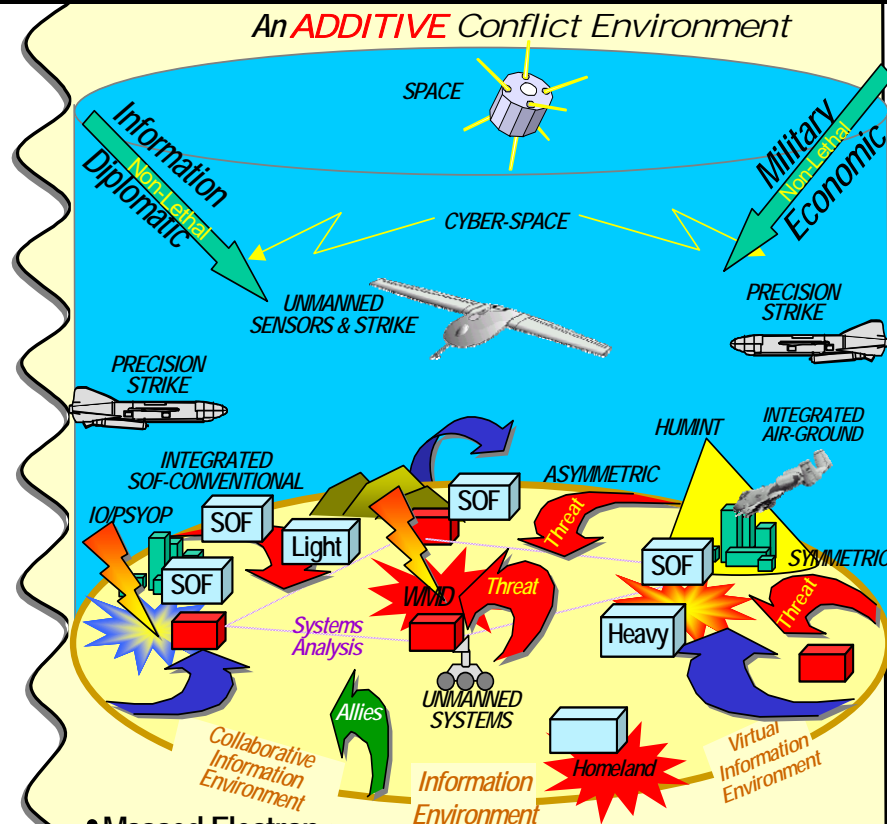 An ADDITIVE Conflict Environment
SPACE
Information
Non-Lethal
Diplomatic
Military
Non-Lethal
Economic
CYBER-SPACE
UNMANNED
SENSORS & STRIKE
PRECISION
STRIKE
PRECISION
STRIKE
HUMINT
INTEGRATED
AIR-GROUND
INTEGRATED
SOF-CONVENTIONAL
ASYMMETRIC
IO/PSYOP
SOF
SOF
Light
SOF
Threat
SOF
SYMMETRIC
WMD
Threat
Threat
Heavy
Systems
Analysis
UNMANNED
SYSTEMS
Allies
Collaborative
Information
Environment
Information
Environment
Homeland
Virtual
Information
Environment